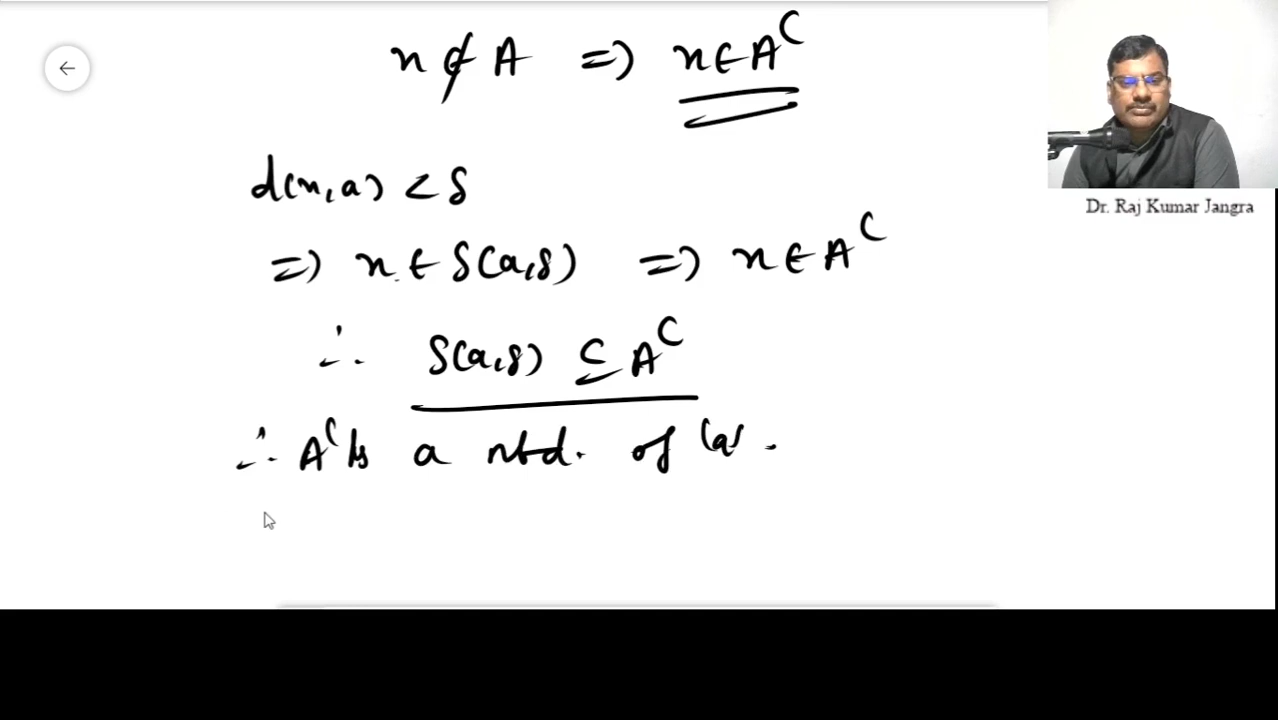 x ∉ A ⇒ x ∈ A^C
d(x, a) < δ
⇒ x ∈ S(a, δ) ⇒ x ∈ A^C
∴ S(a, δ) ⊆ A^C
∴ A^C is a nbd. of 'a'.
Dr. Raj Kumar Jangra